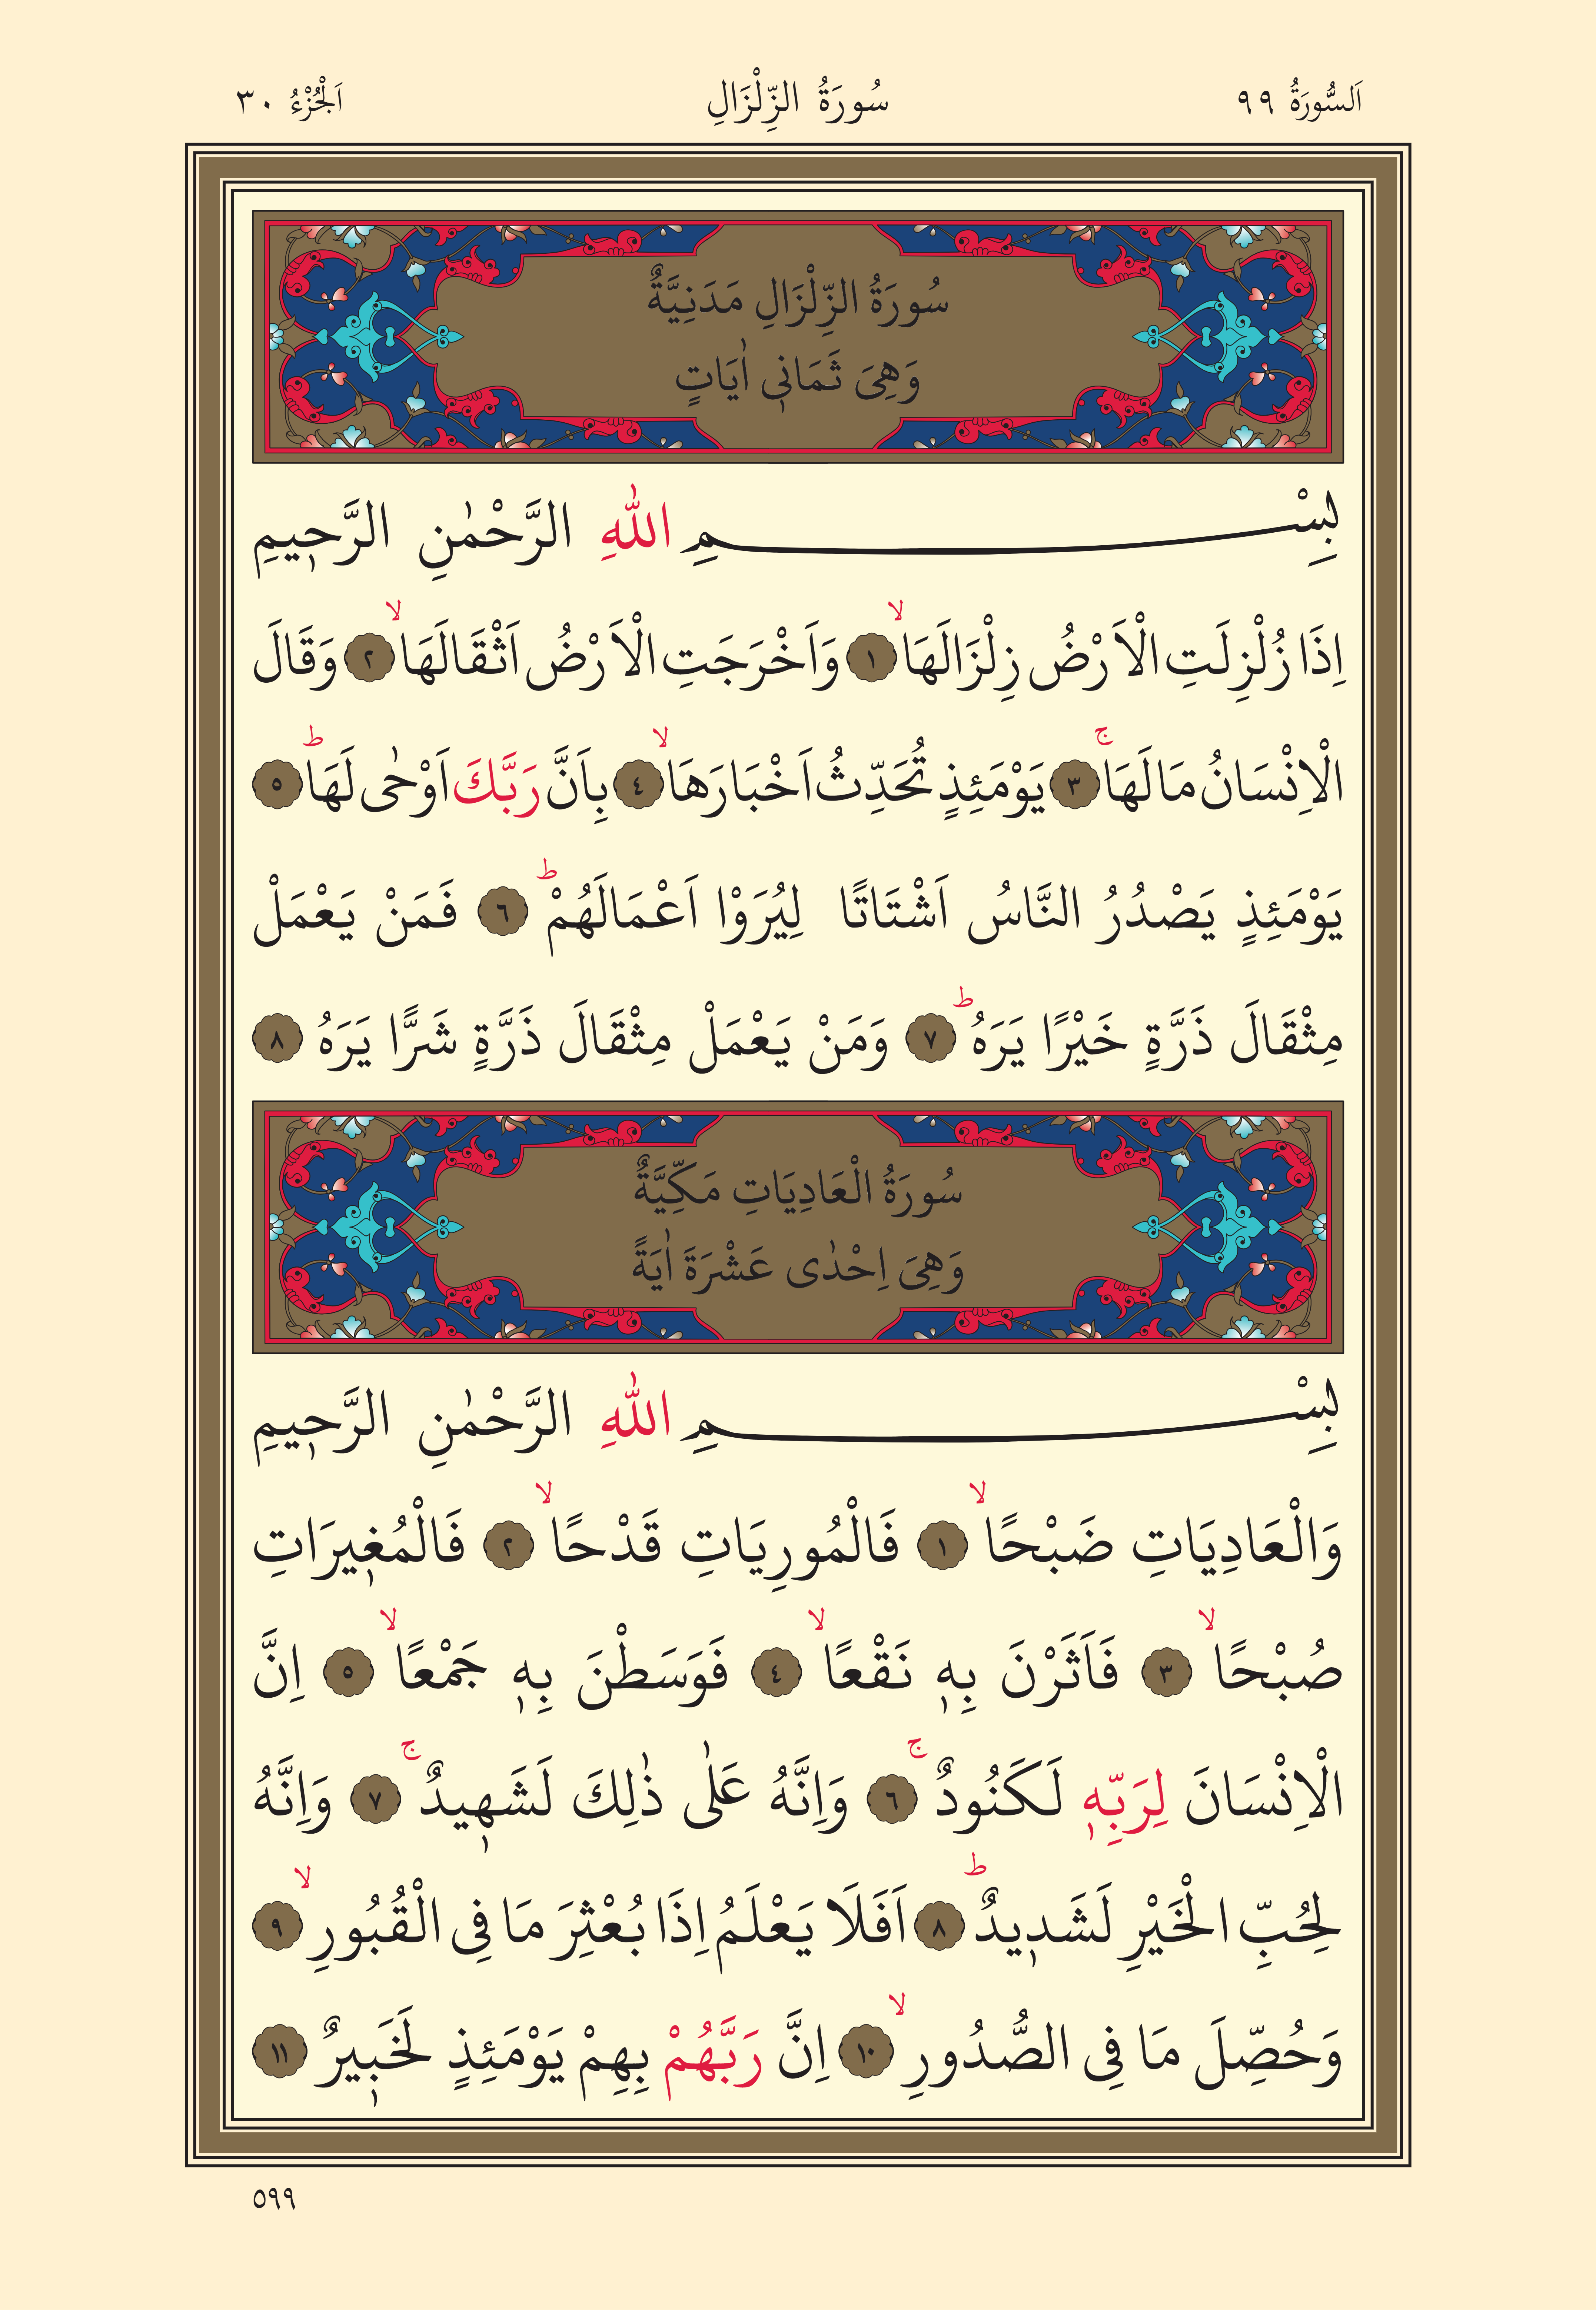 اَلسُّورَةُ ٩٩ سُورَةُ الزِّلْزَالِ اَلْجُزْءُ ٣٠
سُورَةُ الزِّلْزَالِ مَدَنِيَّةٌ
وَهِىَ ثَمَانٖى اٰيَاتٍ
بِسْمِ اللّٰهِ الرَّحْمٰنِ الرَّحٖيمِ
اِذَا زُلْزِلَتِ الْاَرْضُ زِلْزَالَهَاۙ ١ وَاَخْرَجَتِ الْاَرْضُ اَثْقَالَهَاۙ ٢ وَقَالَ
الْاِنْسَانُ مَا لَهَاۚ ٣ يَوْمَئِذٍ تُحَدِّثُ اَخْبَارَهَاۙ ٤ بِاَنَّ رَبَّكَ اَوْحٰى لَهَاؕ ٥
يَوْمَئِذٍ يَصْدُرُ النَّاسُ اَشْتَاتًا لِيُرَوْا اَعْمَالَهُمْؕ ٦ فَمَنْ يَعْمَلْ
مِثْقَالَ ذَرَّةٍ خَيْرًا يَرَهُؕ ٧ وَمَنْ يَعْمَلْ مِثْقَالَ ذَرَّةٍ شَرًّا يَرَهُ ٨
سُورَةُ الْعَادِيَاتِ مَكِّيَّةٌ
وَهِىَ اِحْدٰى عَشْرَةَ اٰيَةً
بِسْمِ اللّٰهِ الرَّحْمٰنِ الرَّحٖيمِ
وَالْعَادِيَاتِ ضَبْحًاۙ ١ فَالْمُورِيَاتِ قَدْحًاۙ ٢ فَالْمُغٖيرَاتِ
صُبْحًاۙ ٣ فَاَثَرْنَ بِهٖ نَقْعًاۙ ٤ فَوَسَطْنَ بِهٖ جَمْعًاۙ ٥ اِنَّ
الْاِنْسَانَ لِرَبِّهٖ لَكَنُودٌۚ ٦ وَاِنَّهُ عَلٰى ذٰلِكَ لَشَهٖيدٌۚ ٧ وَاِنَّهُ
لِحُبِّ الْخَيْرِ لَشَدٖيدٌؕ ٨ اَفَلَا يَعْلَمُ اِذَا بُعْثِرَ مَا فِى الْقُبُورِۙ ٩
وَحُصِّلَ مَا فِى الصُّدُورِۙ ١٠ اِنَّ رَبَّهُمْ بِهِمْ يَوْمَئِذٍ لَخَبٖيرٌ ١١
٥٩٩